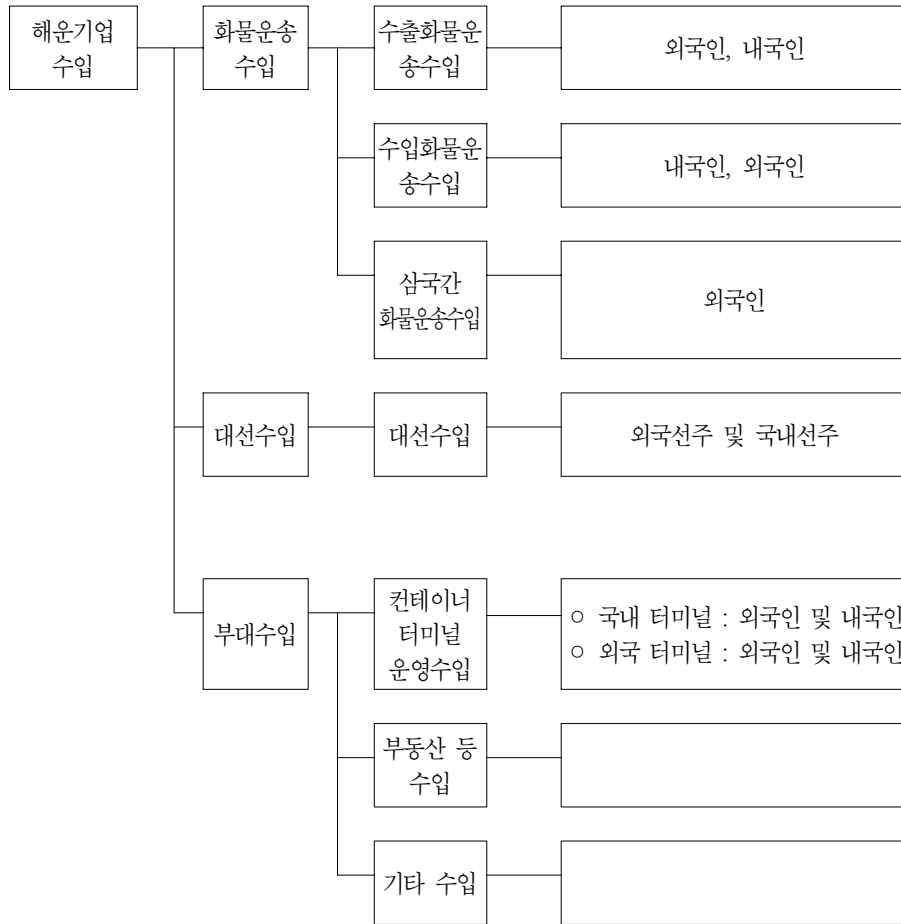 해운기업
수입
화물운송
수입
수출화물운
송수입
외국인, 내국인
수입화물운
송수입
내국인, 외국인
삼국간
화물운송수입
외국인
대선수입
대선수입
외국선주 및 국내선주
부대수입
컨테이너
터미널
운영수입
○ 국내 터미널 : 외국인 및 내국인
○ 외국 터미널 : 외국인 및 내국인
부동산 등
수입
기타 수입